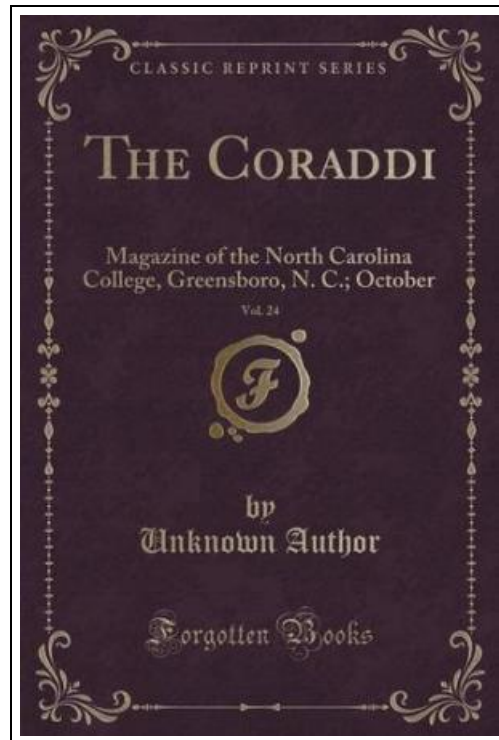 CLASSIC REPRINT SERIES
THE CORADDI
Magazine of the North Carolina
College, Greensboro, N. C.; October
Vol. 24
F
by
Unknown Author
Forgotten Books